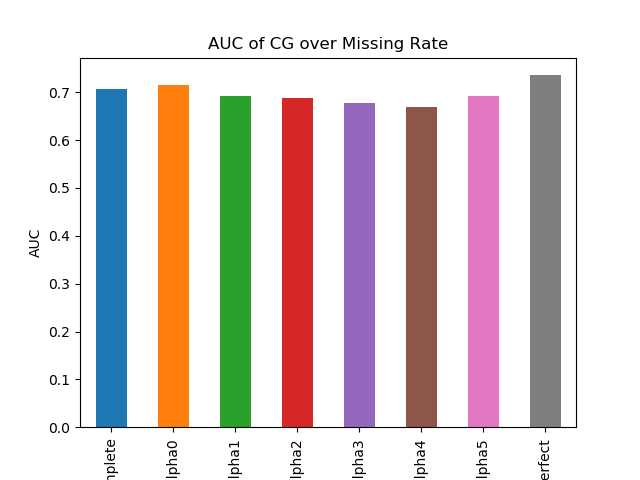 AUC of CG over Missing Rate
AUC
0.7
0.6
0.5
0.4
0.3
0.2
0.1
0.0
nplete
lpha0
lpha1
lpha2
lpha3
lpha4
lpha5
erfect